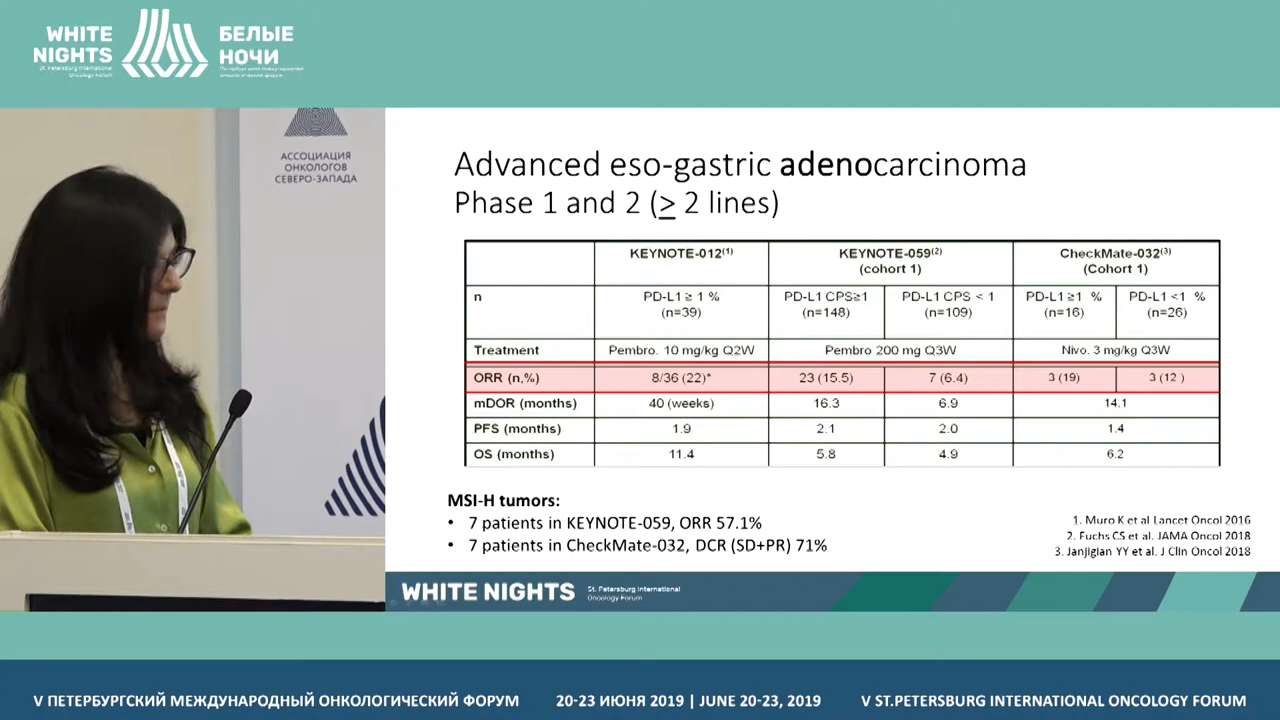 WHITE
NIGHTS
St. Petersburg International
Oncology Forum
БЕЛЫЕ
НОЧИ
Петербургский международный
онкологический форум
АССОЦИАЦИЯ
ОНКОЛОГОВ
СЕВЕРО-ЗАПАДА
Advanced eso-gastric adenocarcinoma
Phase 1 and 2 (≥ 2 lines)
KEYNOTE-012(1) KEYNOTE-059(2) CheckMate-032(3)
(cohort 1) (Cohort 1)
n PD-L1 ≥ 1 % PD-L1 CPS≥1 PD-L1 CPS < 1 PD-L1 ≥1 % PD-L1 <1 %
(n=39) (n=148) (n=109) (n=16) (n=26)
Treatment Pembro. 10 mg/kg Q2W Pembro 200 mg Q3W Nivo. 3 mg/kg Q3W
ORR (n,%) 8/36 (22)* 23 (15.5) 7 (6.4) 3 (19) 3 (12 )
mDOR (months) 40 (weeks) 16.3 6.9 14.1
PFS (months) 1.9 2.1 2.0 1.4
OS (months) 11.4 5.8 4.9 6.2
MSI-H tumors:
• 7 patients in KEYNOTE-059, ORR 57.1%
• 7 patients in CheckMate-032, DCR (SD+PR) 71%
1. Muro K et al Lancet Oncol 2016
2. Fuchs CS et al. JAMA Oncol 2018
3. Janjigian YY et al. J Clin Oncol 2018
WHITE NIGHTS St. Petersburg International
Oncology Forum
V ПЕТЕРБУРГСКИЙ МЕЖДУНАРОДНЫЙ ОНКОЛОГИЧЕСКИЙ ФОРУМ 20-23 ИЮНЯ 2019 | JUNE 20-23, 2019 V ST.PETERSBURG INTERNATIONAL ONCOLOGY FORUM